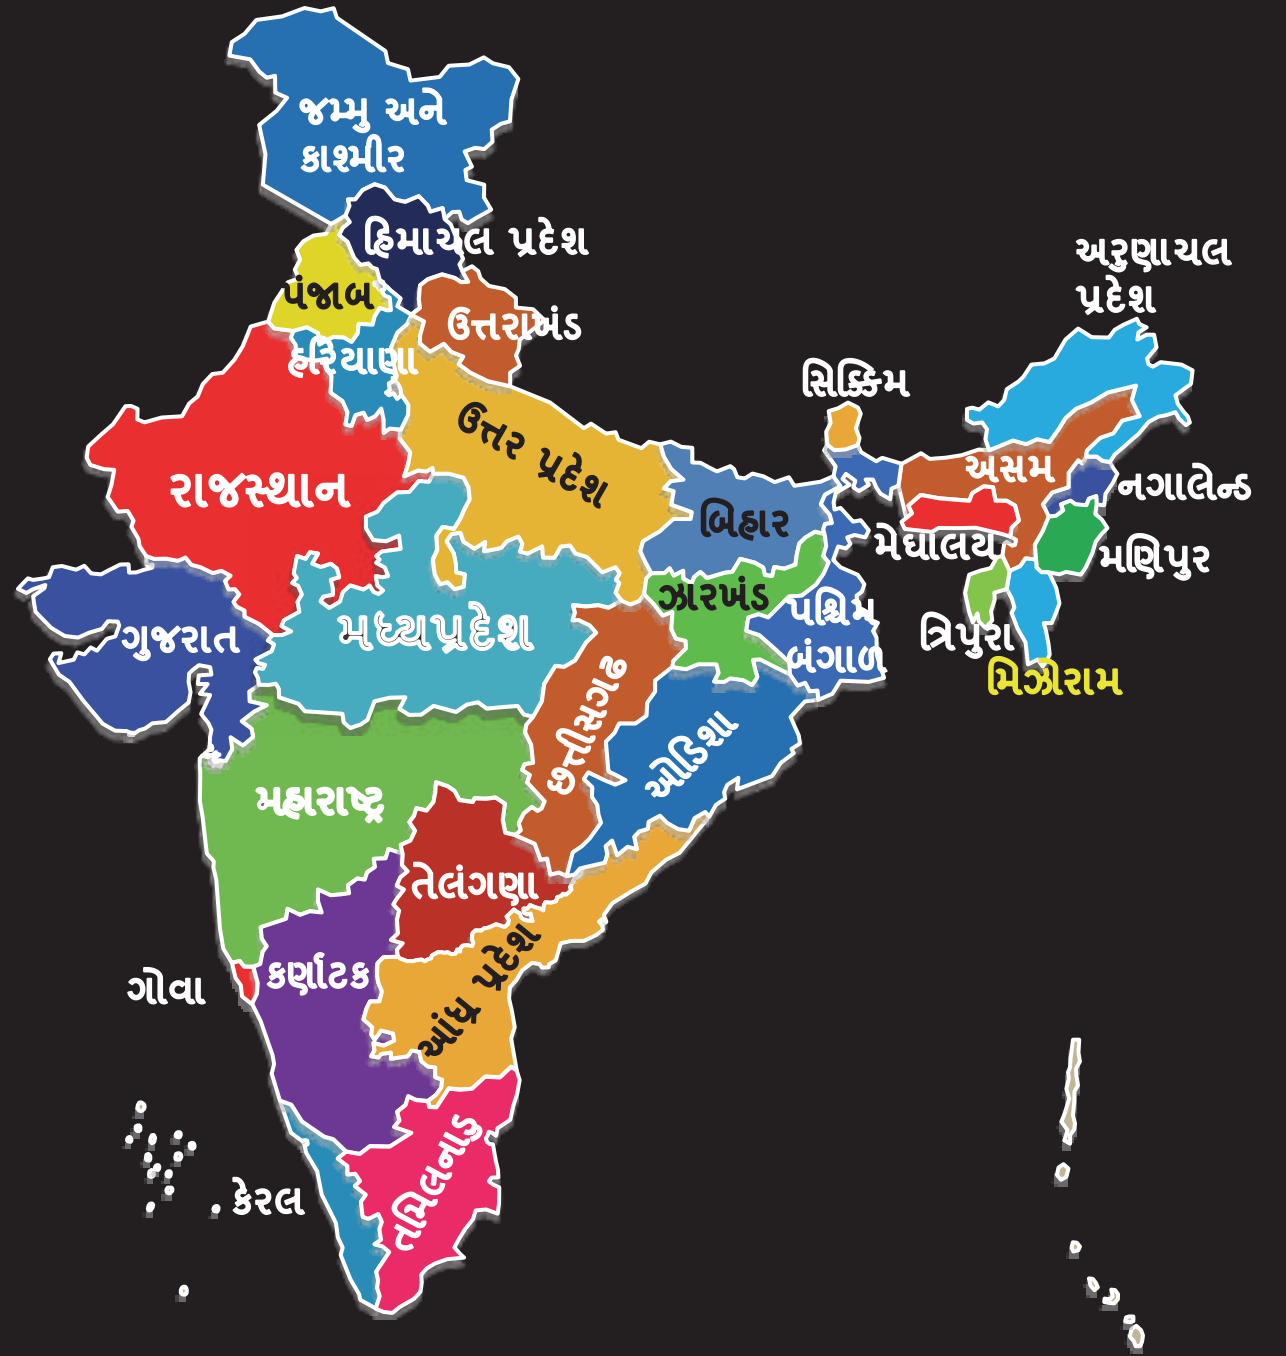 જમ્મુ અને
કાશ્મીર
હિમાચલ પ્રદેશ
પંજાબ
ઉત્તરાખંડ
હરિયાણા
અરુણાચલ
પ્રદેશ
સિક્કિમ
ઉત્તર પ્રદેશ
રાજસ્થાન
અસમ
નગાલેન્ડ
બિહાર
મેઘાલય
મણિપુર
ઝારખંડ
પશ્ચિમ
બંગાળ
ત્રિપુરા
મિઝોરામ
ગુજરાત
મધ્યપ્રદેશ
છત્તીસગઢ
ઓડિશા
મહારાષ્ટ્ર
તેલંગણા
આંધ્ર પ્રદેશ
ગોવા
કર્ણાટક
તમિલનાડુ
કેરલ